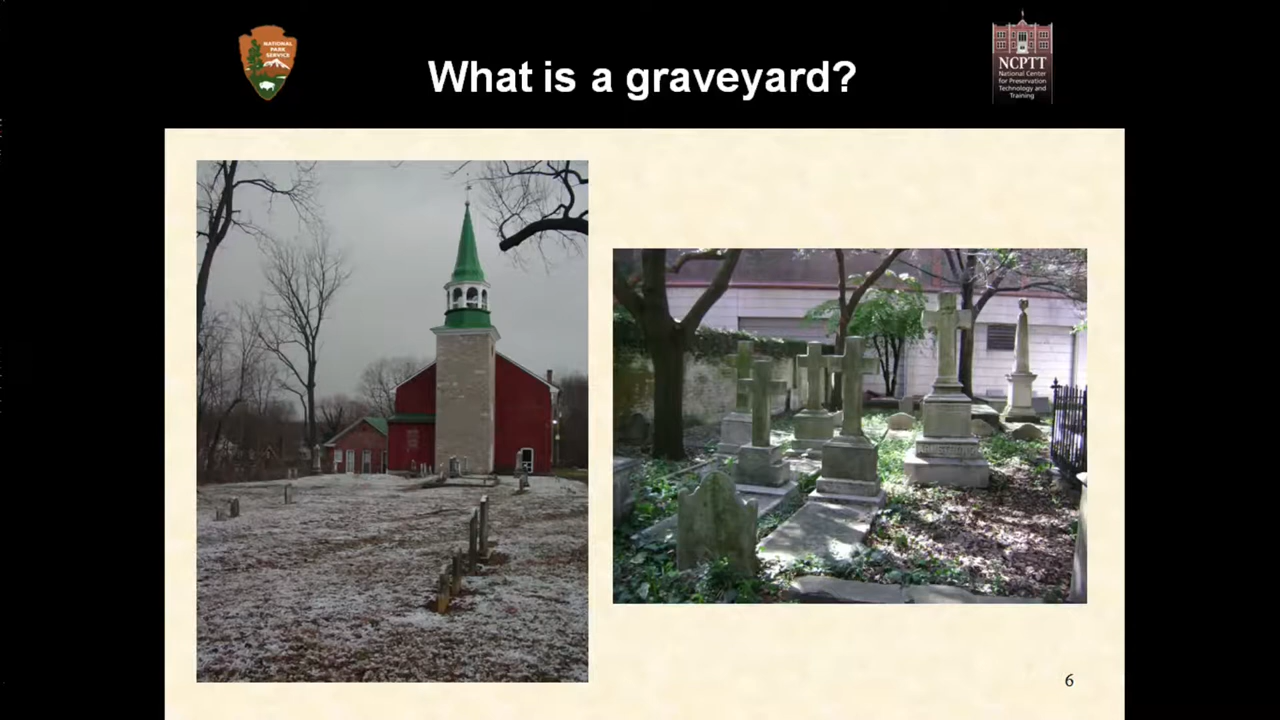 NATIONAL
PARK
SERVICE
What is a graveyard?
NCPTT
National Center
for Preservation
Technology and
Training
6